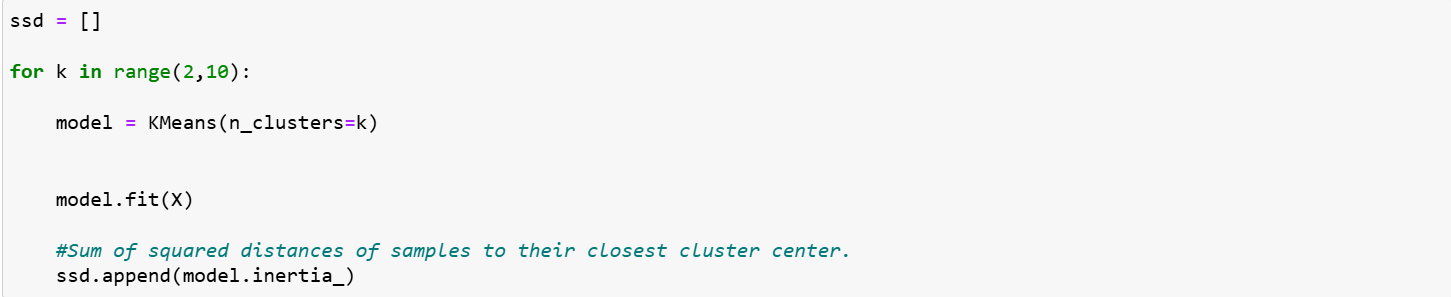 ssd = []
for k in range(2,10):
    model = KMeans(n_clusters=k)
    model.fit(X)
    #Sum of squared distances of samples to their closest cluster center.
    ssd.append(model.inertia_)